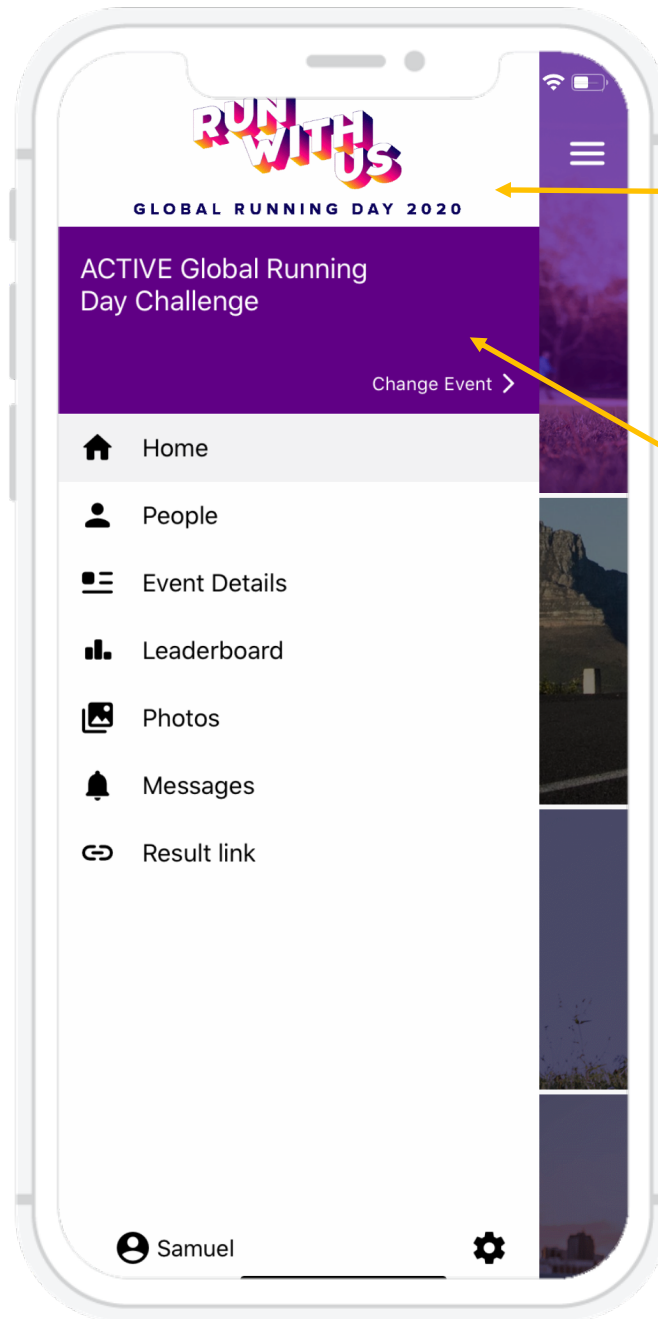 RUN
WITH
US
GLOBAL RUNNING DAY 2020
ACTIVE Global Running
Day Challenge
Change Event
Home
People
Event Details
Leaderboard
Photos
Messages
Result link
Samuel